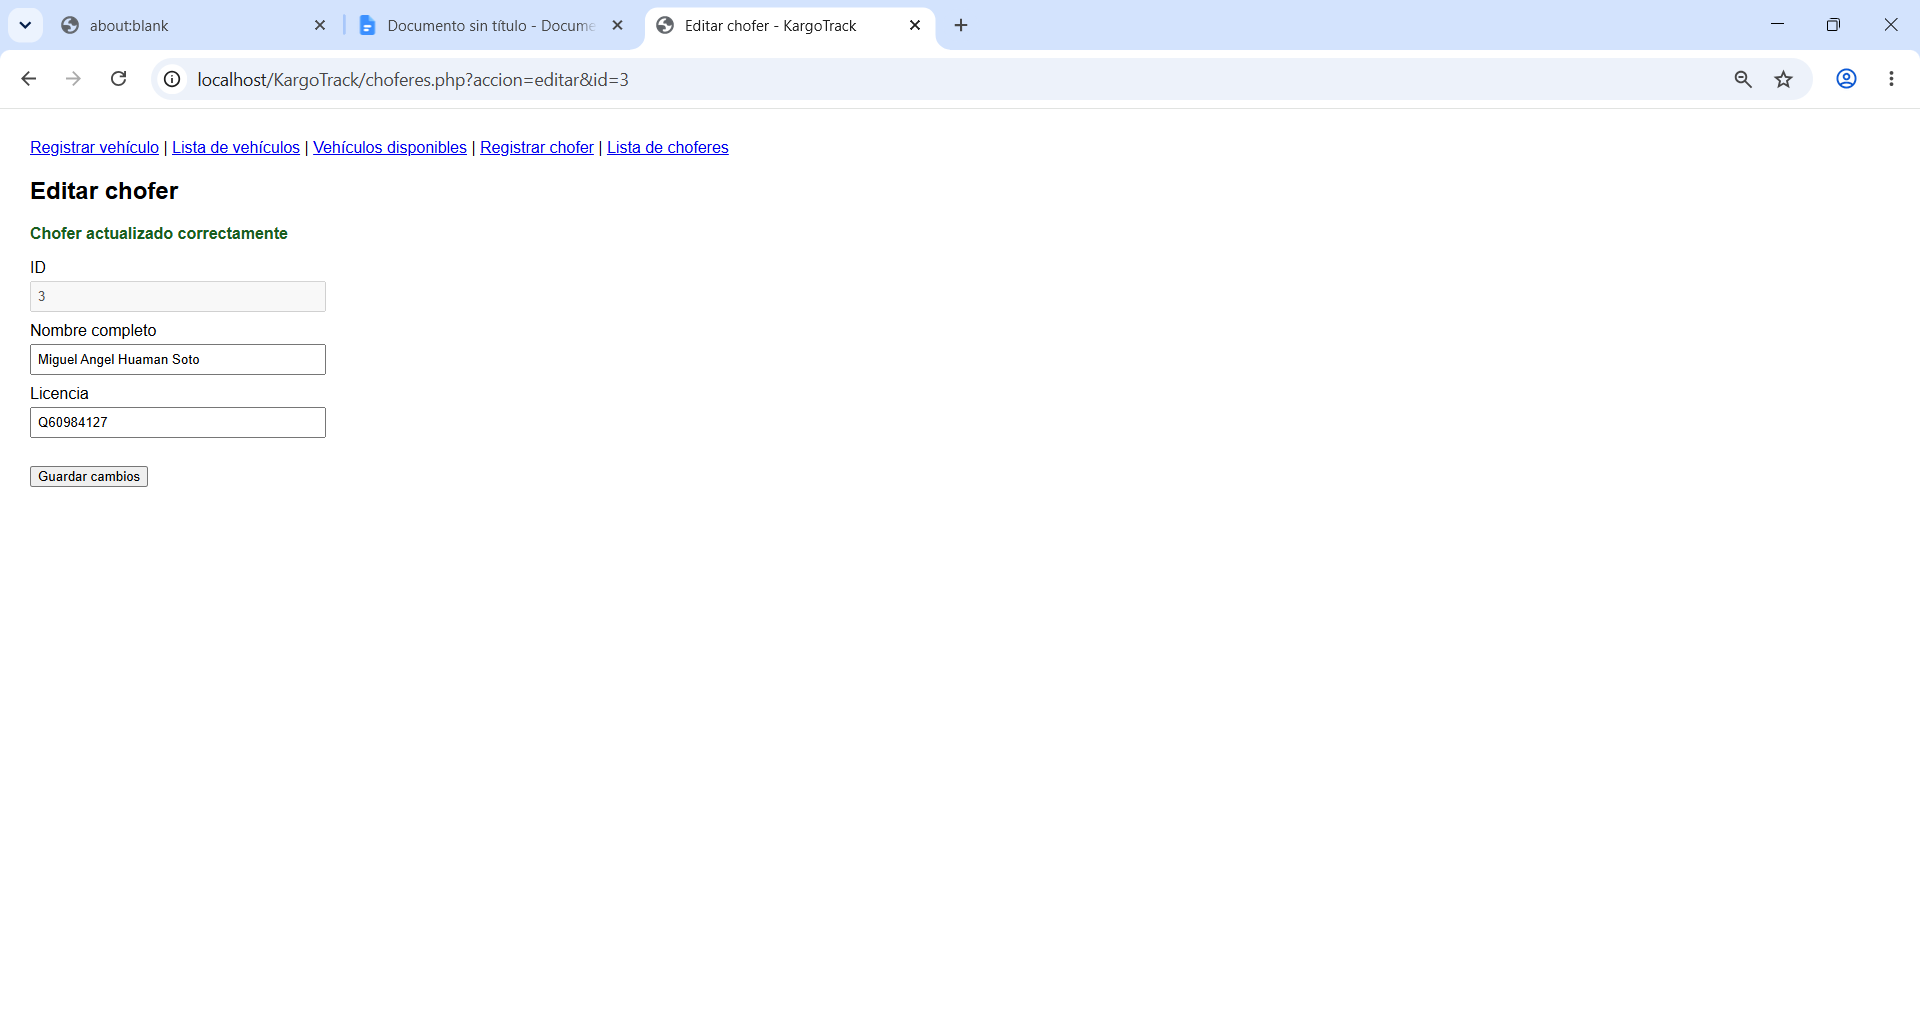 about:blank
Documento sin título - Docume
Editar chofer - KargoTrack
localhost/KargoTrack/choferes.php?accion=editar&id=3
Registrar vehículo | Lista de vehículos | Vehículos disponibles | Registrar chofer | Lista de choferes
Editar chofer
Chofer actualizado correctamente
ID
3
Nombre completo
Miguel Angel Huaman Soto
Licencia
Q60984127
Guardar cambios